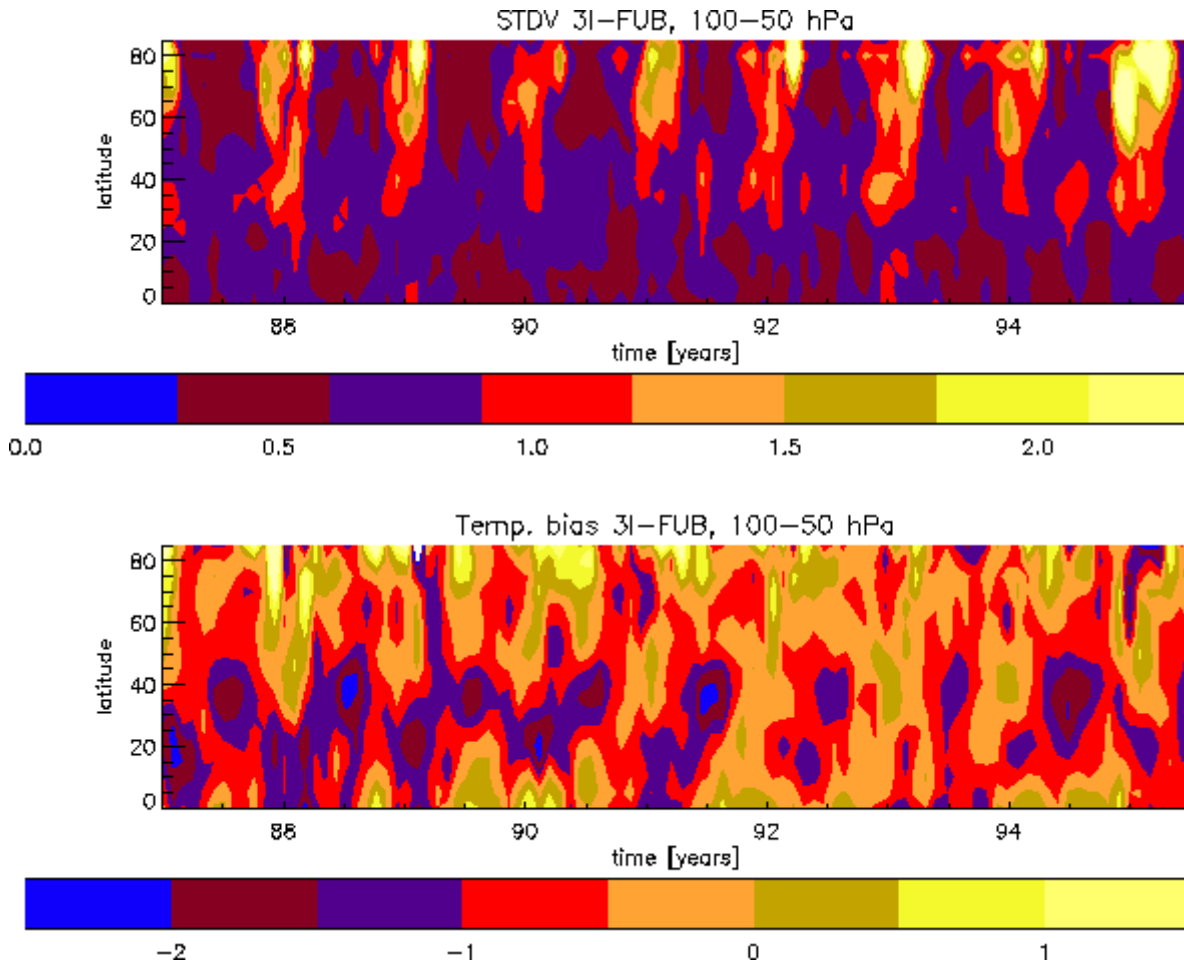 STDV 3I-FUB, 100-50 hPa
80
60
40
20
0
latitude
88 90 92 94
time [years]
0.0 0.5 1.0 1.5 2.0
Temp. bias 3I-FUB, 100-50 hPa
80
60
40
20
0
latitude
88 90 92 94
time [years]
-2 -1 0 1